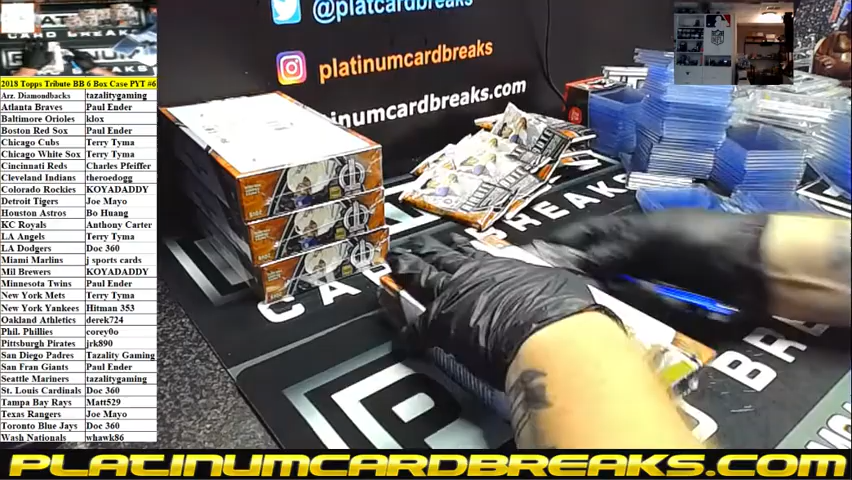 @platcardbreaks
platinumcardbreaks
numcardbreaks.com
2018 Topps Tribute BB 6 Box Case PYT #6
Arz. Diamondbacks tazalitygaming
Atlanta Braves Paul Ender
Baltimore Orioles klox
Boston Red Sox Paul Ender
Chicago Cubs Terry Tyma
Chicago White Sox Terry Tyma
Cincinnati Reds Charles Pfeiffer
Cleveland Indians theroedogg
Colorado Rockies KOYADADDY
Detroit Tigers Joe Mayo
Houston Astros Bo Huang
KC Royals Anthony Carter
LA Angels Terry Tyma
LA Dodgers Doc 360
Miami Marlins j sports cards
Mil Brewers KOYADADDY
Minnesota Twins Paul Ender
New York Mets Terry Tyma
New York Yankees Hitman 353
Oakland Athletics derek724
Phil. Phillies corey0o
Pittsburgh Pirates jrk890
San Diego Padres Tazality Gaming
San Fran Giants Paul Ender
Seattle Mariners tazalitygaming
St. Louis Cardinals Doc 360
Tampa Bay Rays Matt529
Texas Rangers Joe Mayo
Toronto Blue Jays Doc 360
Wash Nationals whawk86
CARD BREAKS
PLATINUMCARDBREAKS.COM